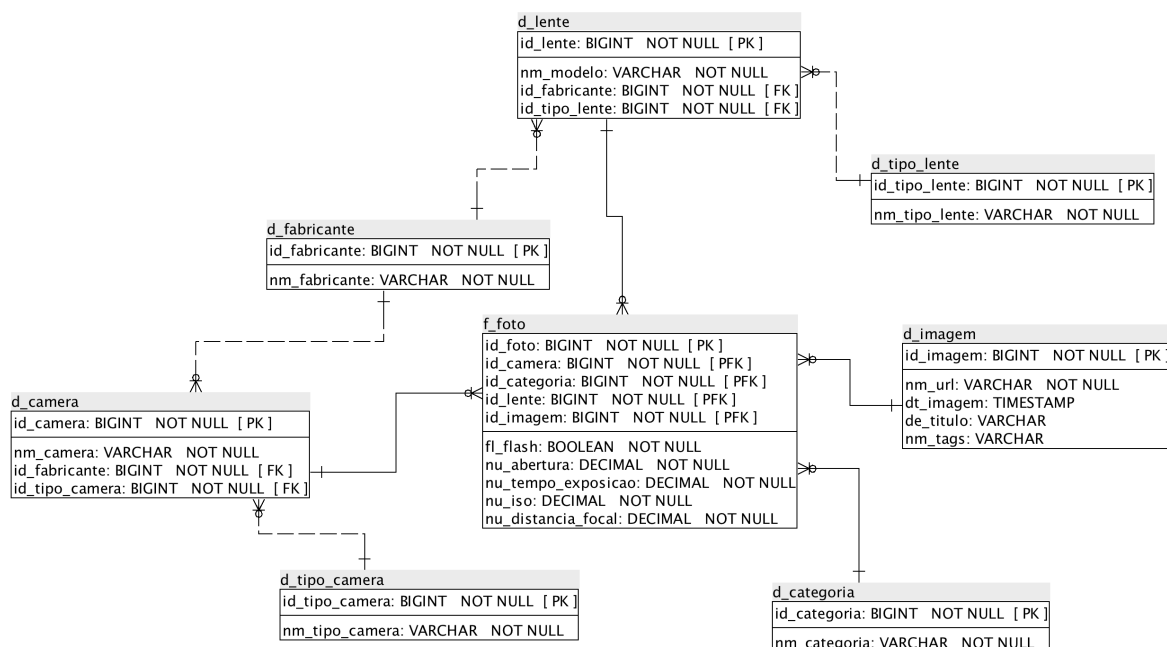 d_lente
id_lente: BIGINT NOT NULL [ PK ]
nm_modelo: VARCHAR NOT NULL
id_fabricante: BIGINT NOT NULL [ FK ]
id_tipo_lente: BIGINT NOT NULL [ FK ]
d_tipo_lente
id_tipo_lente: BIGINT NOT NULL [ PK ]
nm_tipo_lente: VARCHAR NOT NULL
d_fabricante
id_fabricante: BIGINT NOT NULL [ PK ]
nm_fabricante: VARCHAR NOT NULL
f_foto
id_foto: BIGINT NOT NULL [ PK ]
id_camera: BIGINT NOT NULL [ PFK ]
id_categoria: BIGINT NOT NULL [ PFK ]
id_lente: BIGINT NOT NULL [ PFK ]
id_imagem: BIGINT NOT NULL [ PFK ]
fl_flash: BOOLEAN NOT NULL
nu_abertura: DECIMAL NOT NULL
nu_tempo_exposicao: DECIMAL NOT NULL
nu_iso: DECIMAL NOT NULL
nu_distancia_focal: DECIMAL NOT NULL
d_imagem
id_imagem: BIGINT NOT NULL [ PK ]
nm_url: VARCHAR NOT NULL
dt_imagem: TIMESTAMP
de_titulo: VARCHAR
nm_tags: VARCHAR
d_camera
id_camera: BIGINT NOT NULL [ PK ]
nm_camera: VARCHAR NOT NULL
id_fabricante: BIGINT NOT NULL [ FK ]
id_tipo_camera: BIGINT NOT NULL [ FK ]
d_tipo_camera
id_tipo_camera: BIGINT NOT NULL [ PK ]
nm_tipo_camera: VARCHAR NOT NULL
d_categoria
id_categoria: BIGINT NOT NULL [ PK ]
nm_categoria: VARCHAR NOT NULL